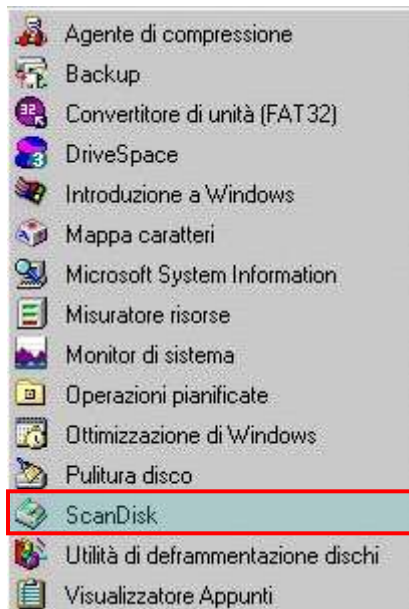 Agente di compressione
Backup
Convertitore di unità (FAT32)
DriveSpace
Introduzione a Windows
Mappa caratteri
Microsoft System Information
Misuratore risorse
Monitor di sistema
Operazioni pianificate
Ottimizzazione di Windows
Pulitura disco
ScanDisk
Utilità di deframmentazione dischi
Visualizzatore Appunti